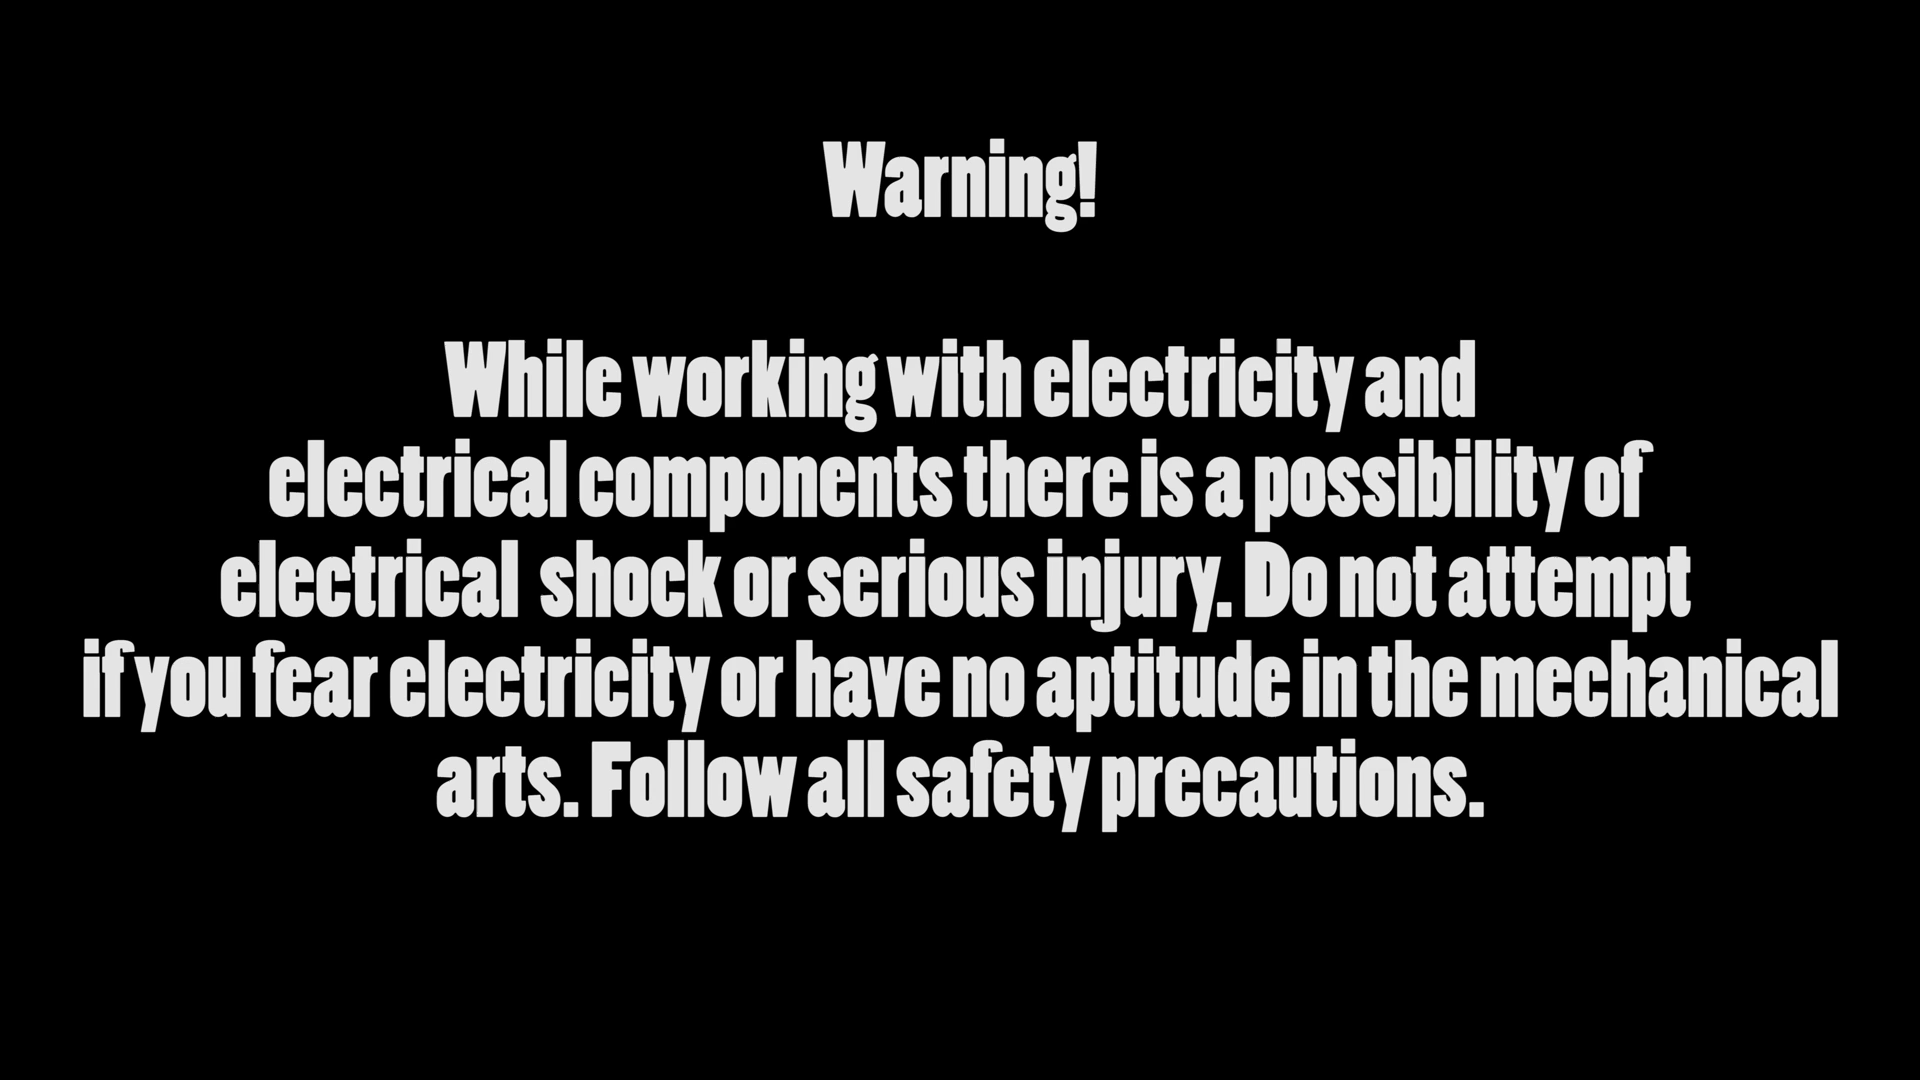 Warning!
While working with electricity and
electrical components there is a possibility of
electrical  shock or serious injury. Do not attempt
if you fear electricity or have no aptitude in the mechanical
arts. Follow all safety precautions.